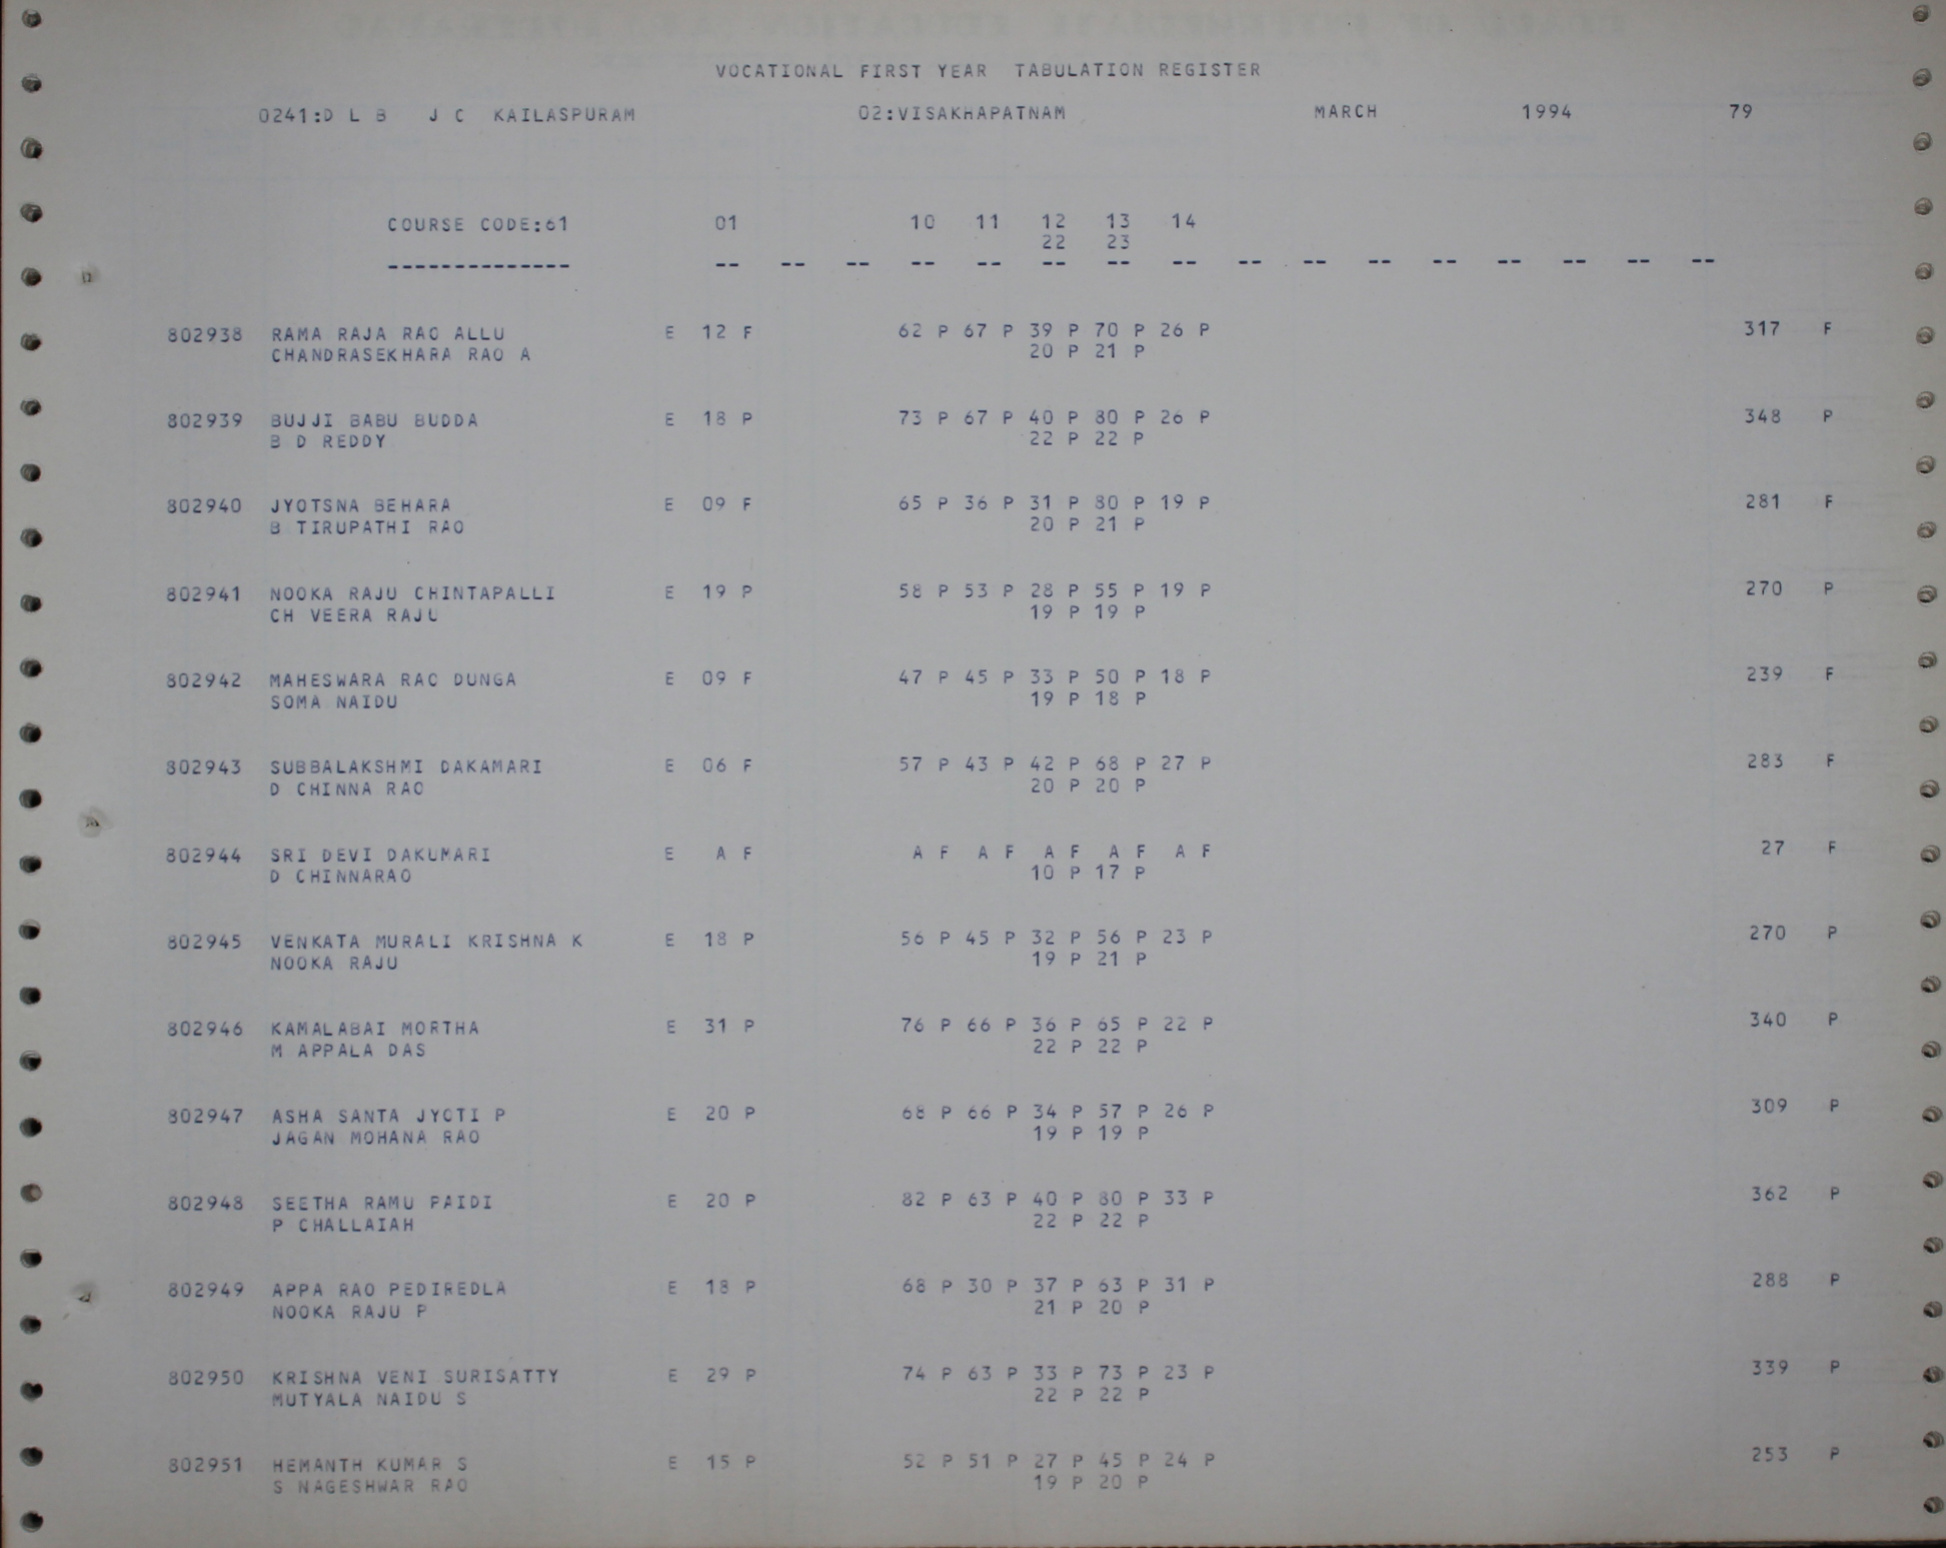 VOCATIONAL FIRST YEAR TABULATION REGISTER
0241:D L B J C KAILASPURAM 02:VISAKHAPATNAM MARCH 1994 79
COURSE CODE:61 01 10 11 12 13 14
22 23
-------------- -- -- -- -- -- -- -- -- -- -- -- -- -- -- -- --
802938 RAMA RAJA RAO ALLU E 12 F 62 P 67 P 39 P 70 P 26 P 317 F
CHANDRASEKHARA RAO A 20 P 21 P
802939 BUJJI BABU BUDDA E 18 P 73 P 67 P 40 P 80 P 26 P 348 P
B D REDDY 22 P 22 P
802940 JYOTSNA BEHARA E 09 F 65 P 36 P 31 P 80 P 19 P 281 F
B TIRUPATHI RAO 20 P 21 P
802941 NOOKA RAJU CHINTAPALLI E 19 P 58 P 53 P 28 P 55 P 19 P 270 P
CH VEERA RAJU 19 P 19 P
802942 MAHESWARA RAO DUNGA E 09 F 47 P 45 P 33 P 50 P 18 P 239 F
SOMA NAIDU 19 P 18 P
802943 SUBBALAKSHMI DAKAMARI E 06 F 57 P 43 P 42 P 68 P 27 P 283 F
D CHINNA RAO 20 P 20 P
802944 SRI DEVI DAKUMARI E A F A F A F A F A F A F 27 F
D CHINNARAO 10 P 17 P
802945 VENKATA MURALI KRISHNA K E 18 P 56 P 45 P 32 P 56 P 23 P 270 P
NOOKA RAJU 19 P 21 P
802946 KAMALABAI MORTHA E 31 P 76 P 66 P 36 P 65 P 22 P 340 P
M APPALA DAS 22 P 22 P
802947 ASHA SANTA JYOTI P E 20 P 68 P 66 P 34 P 57 P 26 P 309 P
JAGAN MOHANA RAO 19 P 19 P
802948 SEETHA RAMU PAIDI E 20 P 82 P 63 P 40 P 80 P 33 P 362 P
P CHALLAIAH 22 P 22 P
802949 APPA RAO PEDIREDLA E 18 P 68 P 30 P 37 P 63 P 31 P 288 P
NOOKA RAJU P 21 P 20 P
802950 KRISHNA VENI SURISATTY E 29 P 74 P 63 P 33 P 73 P 23 P 339 P
MUTYALA NAIDU S 22 P 22 P
802951 HEMANTH KUMAR S E 15 P 52 P 51 P 27 P 45 P 24 P 253 P
S NAGESHWAR RAO 19 P 20 P